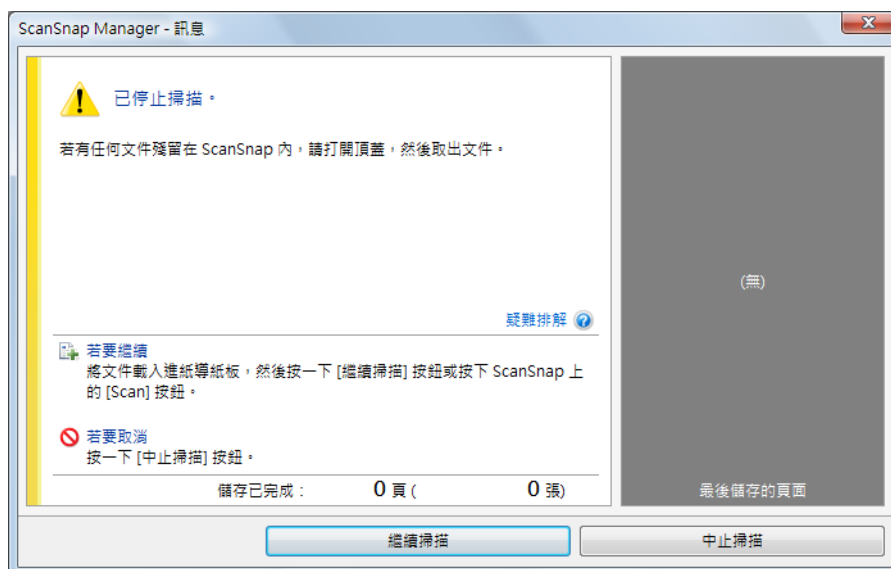 ScanSnap Manager - 訊息
已停止掃描。
若有任何文件殘留在 ScanSnap 內，請打開頂蓋，然後取出文件。
(無)
疑難排解
若要繼續
將文件載入進紙導紙板，然後按一下 [繼續掃描] 按鈕或按下 ScanSnap 上
的 [Scan] 按鈕。
若要取消
按一下 [中止掃描] 按鈕。
儲存已完成： 0 頁 ( 0 張)
最後儲存的頁面
繼續掃描
中止掃描